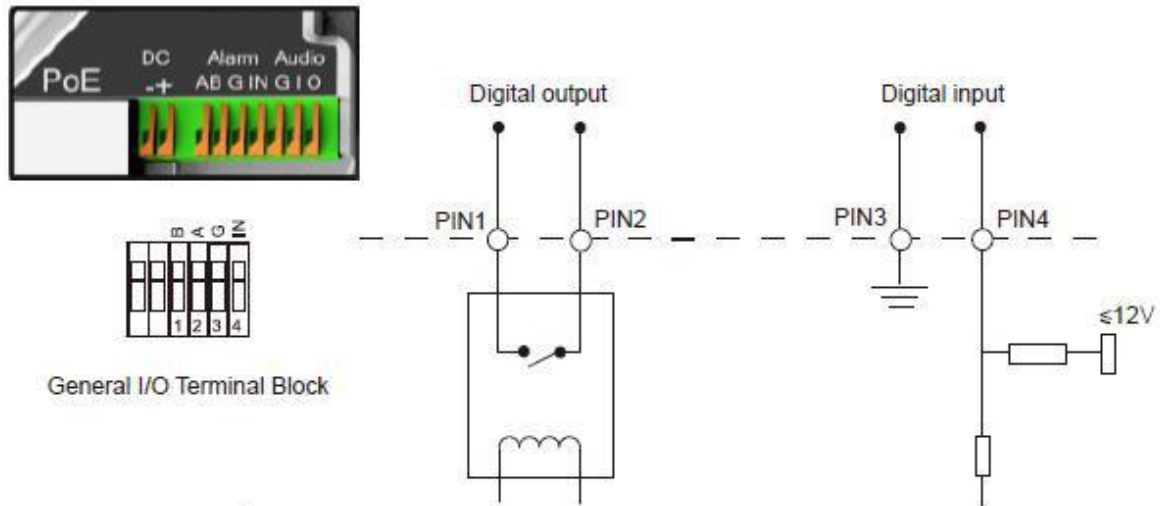 DC Alarm Audio
PoE -+ AB G IN G I O
Digital output
Digital input
PIN1
PIN2
PIN3
PIN4
B A G IN
1 2 3 4
≤12V
General I/O Terminal Block